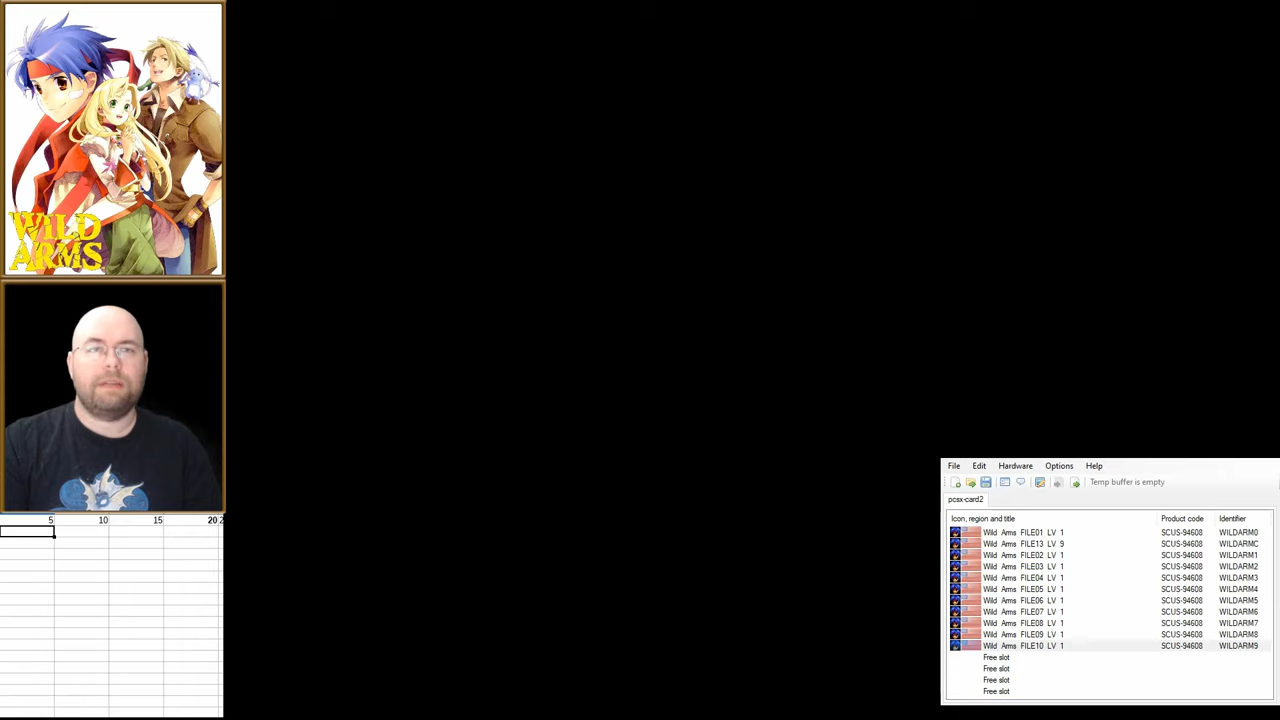 WILD
ARMS
5 10 15 20
File Edit Hardware Options Help
Temp buffer is empty
pcsx-card2
Icon, region and title Product code Identifier
Wild Arms FILE01 LV 1 SCUS-94608 WILDARM0
Wild Arms FILE13 LV 9 SCUS-94608 WILDARMC
Wild Arms FILE02 LV 1 SCUS-94608 WILDARM1
Wild Arms FILE03 LV 1 SCUS-94608 WILDARM2
Wild Arms FILE04 LV 1 SCUS-94608 WILDARM3
Wild Arms FILE05 LV 1 SCUS-94608 WILDARM4
Wild Arms FILE06 LV 1 SCUS-94608 WILDARM5
Wild Arms FILE07 LV 1 SCUS-94608 WILDARM6
Wild Arms FILE08 LV 1 SCUS-94608 WILDARM7
Wild Arms FILE09 LV 1 SCUS-94608 WILDARM8
Wild Arms FILE10 LV 1 SCUS-94608 WILDARM9
Free slot
Free slot
Free slot
Free slot